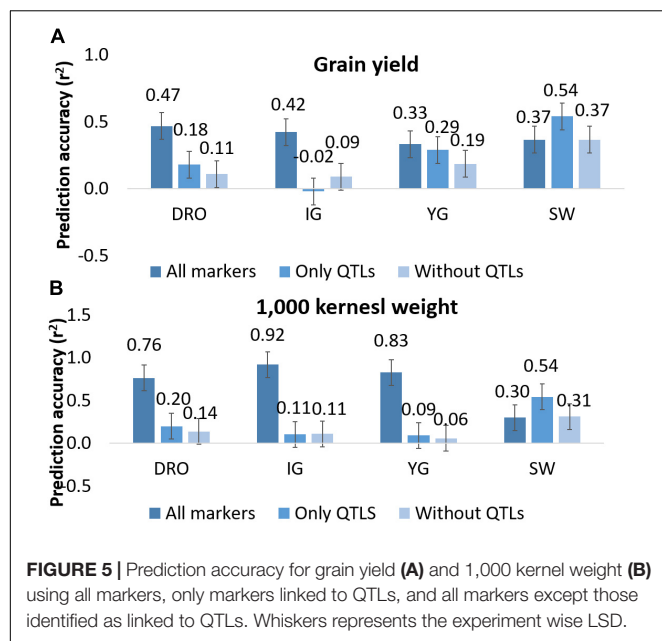 A
Grain yield
Prediction accuracy (r²)
1.0
0.5
0.0
-0.5
0.47
0.18
0.11
0.42
-0.02
0.09
0.33
0.29
0.19
0.37
0.54
0.37
DRO
IG
YG
SW
All markers
Only QTLs
Without QTLs
B
1,000 kernesl weight
Prediction accuracy (r²)
1.5
1.0
0.5
0.0
-0.5
0.76
0.20
0.14
0.92
0.11
0.11
0.83
0.09
0.06
0.30
0.54
0.31
DRO
IG
YG
SW
All markers
Only QTLS
Without QTLs
FIGURE 5 | Prediction accuracy for grain yield (A) and 1,000 kernel weight (B)
using all markers, only markers linked to QTLs, and all markers except those
identified as linked to QTLs. Whiskers represents the experiment wise LSD.